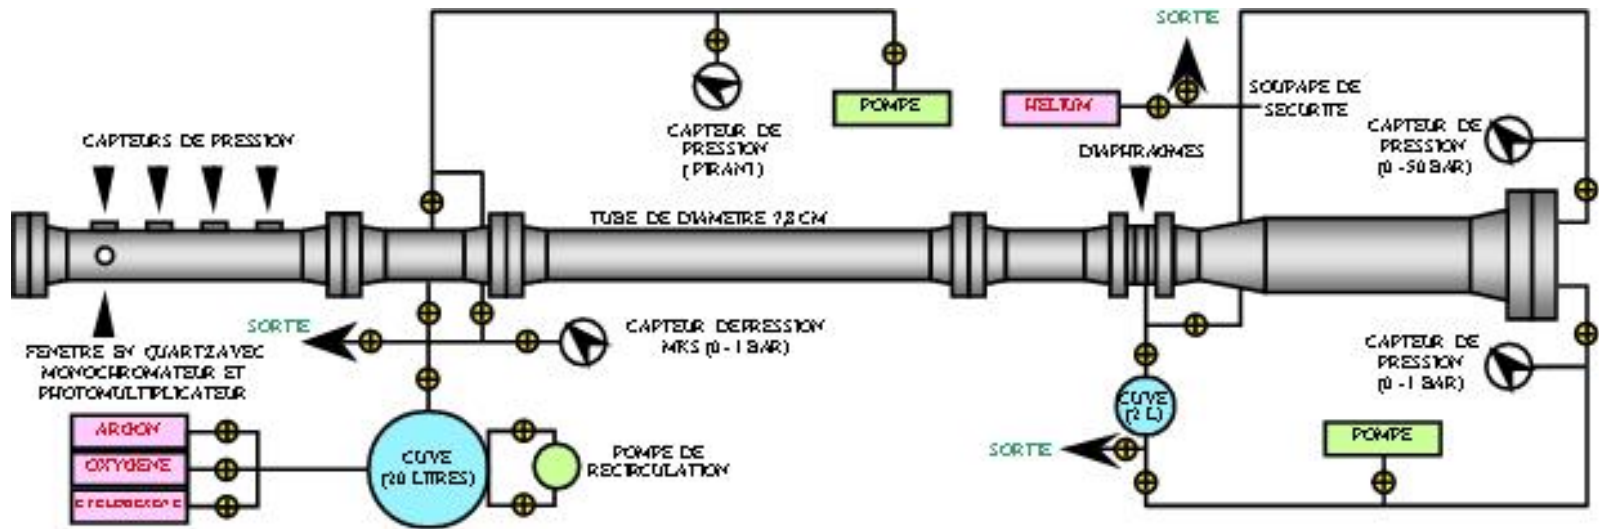 SORTIE
POMPE
HELIUM
SOUPAPE DE
SECURITE
CAPTEUR DE
PRESSION
(PIRANI)
CAPTEUR DE
PRESSION
(0 - 50 BAR)
CAPTEURS DE PRESSION
DIAPHRAGMES
TUBE DE DIAMETRE 7,8 CM
SORTIE
CAPTEUR DE PRESSION
MKS (0 - 1 BAR)
FENETRE EN QUARTZ AVEC
MONOCHROMATEUR ET
PHOTOMULTIPLICATEUR
CAPTEUR DE
PRESSION
(0 - 1 BAR)
CUVE
(2 L)
ARGON
OXYGENE
CUVE
(20 LITRES)
POMPE DE
RECIRCULATION
SORTIE
POMPE